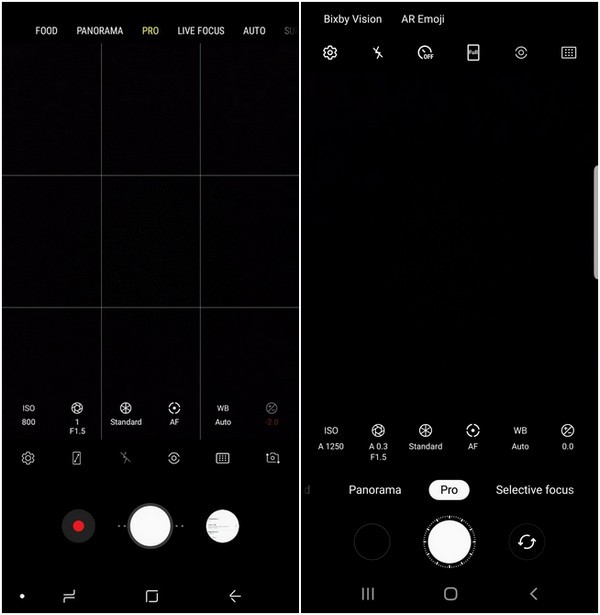 FOOD PANORAMA PRO LIVE FOCUS AUTO SU
ISO WB
800 1 Standard AF Auto -2.0
F1.5
Bixby Vision AR Emoji
OFF Full
ISO WB
A 1250 A 0.3 Standard AF Auto 0.0
F1.5
d Panorama Pro Selective focus